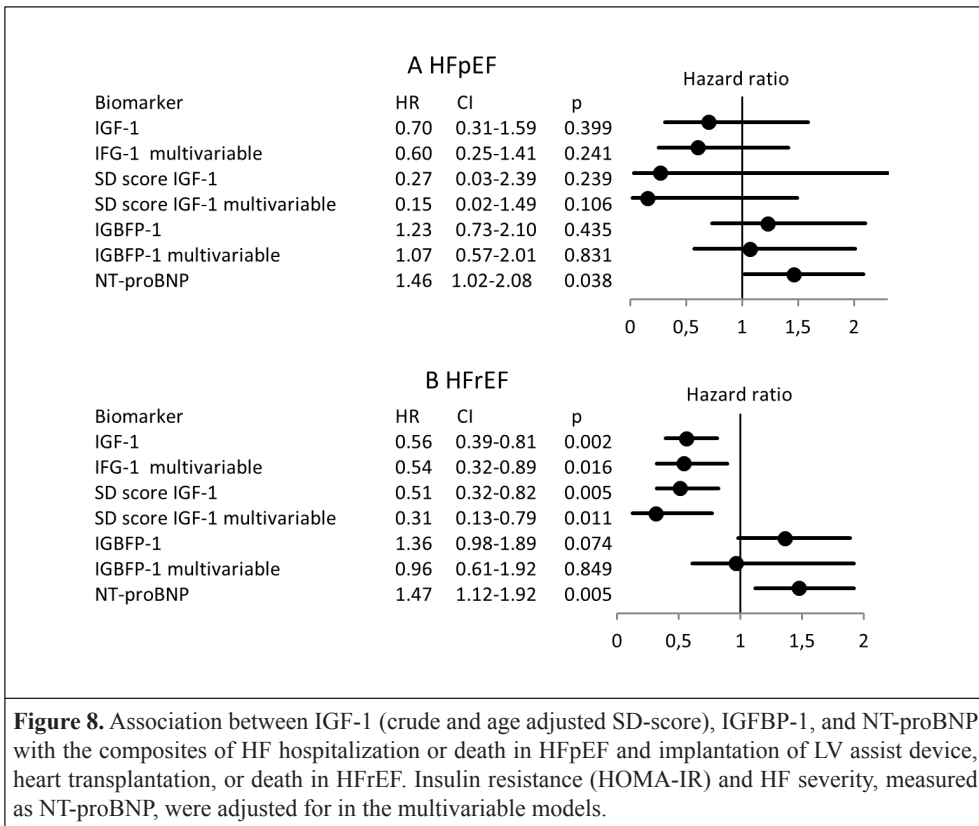 A HFpEF
Hazard ratio
Biomarker HR CI p
IGF-1 0.70 0.31-1.59 0.399
IFG-1 multivariable 0.60 0.25-1.41 0.241
SD score IGF-1 0.27 0.03-2.39 0.239
SD score IGF-1 multivariable 0.15 0.02-1.49 0.106
IGBFP-1 1.23 0.73-2.10 0.435
IGBFP-1 multivariable 1.07 0.57-2.01 0.831
NT-proBNP 1.46 1.02-2.08 0.038
0 0,5 1 1,5 2
B HFrEF
Hazard ratio
Biomarker HR CI p
IGF-1 0.56 0.39-0.81 0.002
IFG-1 multivariable 0.54 0.32-0.89 0.016
SD score IGF-1 0.51 0.32-0.82 0.005
SD score IGF-1 multivariable 0.31 0.13-0.79 0.011
IGBFP-1 1.36 0.98-1.89 0.074
IGBFP-1 multivariable 0.96 0.61-1.92 0.849
NT-proBNP 1.47 1.12-1.92 0.005
0 0,5 1 1,5 2
Figure 8. Association between IGF-1 (crude and age adjusted SD-score), IGFBP-1, and NT-proBNP
with the composites of HF hospitalization or death in HFpEF and implantation of LV assist device,
heart transplantation, or death in HFrEF. Insulin resistance (HOMA-IR) and HF severity, measured
as NT-proBNP, were adjusted for in the multivariable models.